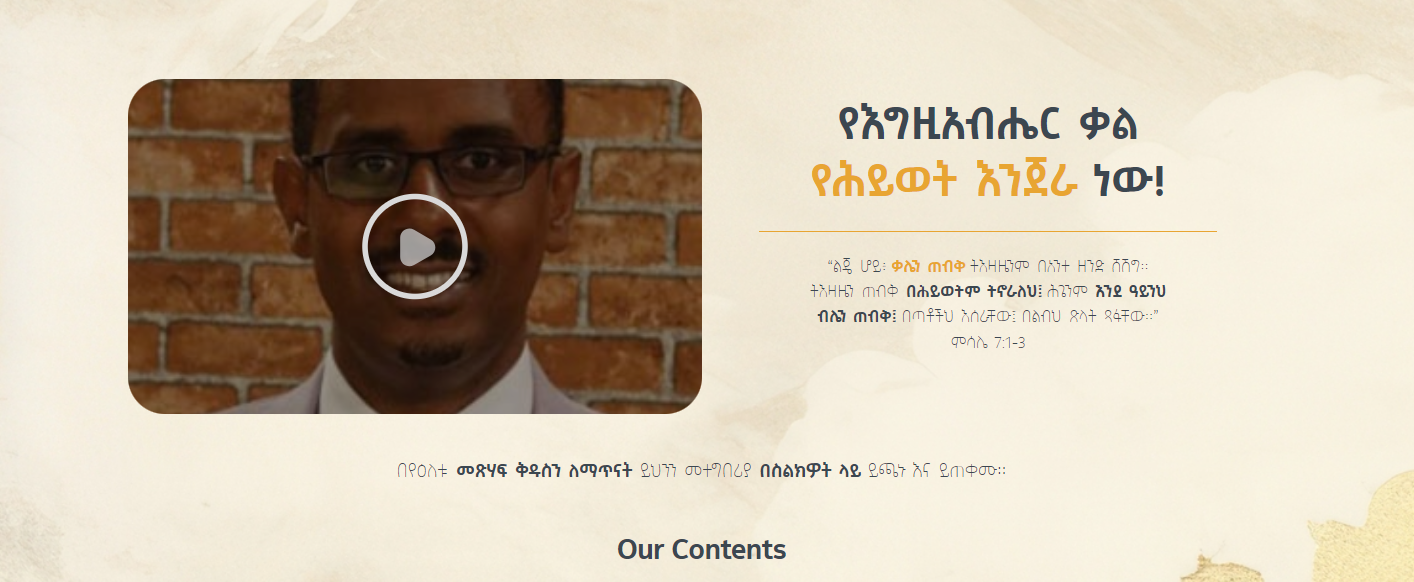 የእግዚአብሔር ቃል
የሕይወት እንጀራ ነው!
“ልጄ ሆይ፡ ቃሌን ጠብቅ ትእዛዜንም በአንተ ዘንድ ሸሽግ።
ትእዛዜን ጠብቅ በሕይወትም ትኖራለህ፤ ሕጌንም እንደ ዓይንህ
ብሌን ጠብቅ፤ በጣቶችህ እሰራቸው፤ በልብህ ጽላት ጻፋቸው።”
ምሳሌ 7:1-3
በየዕለቱ መጽሃፍ ቅዱስን ለማጥናት ይህንን መተግበሪያ በስልክዎት ላይ ይጫኑ እና ይጠቀሙ።
Our Contents